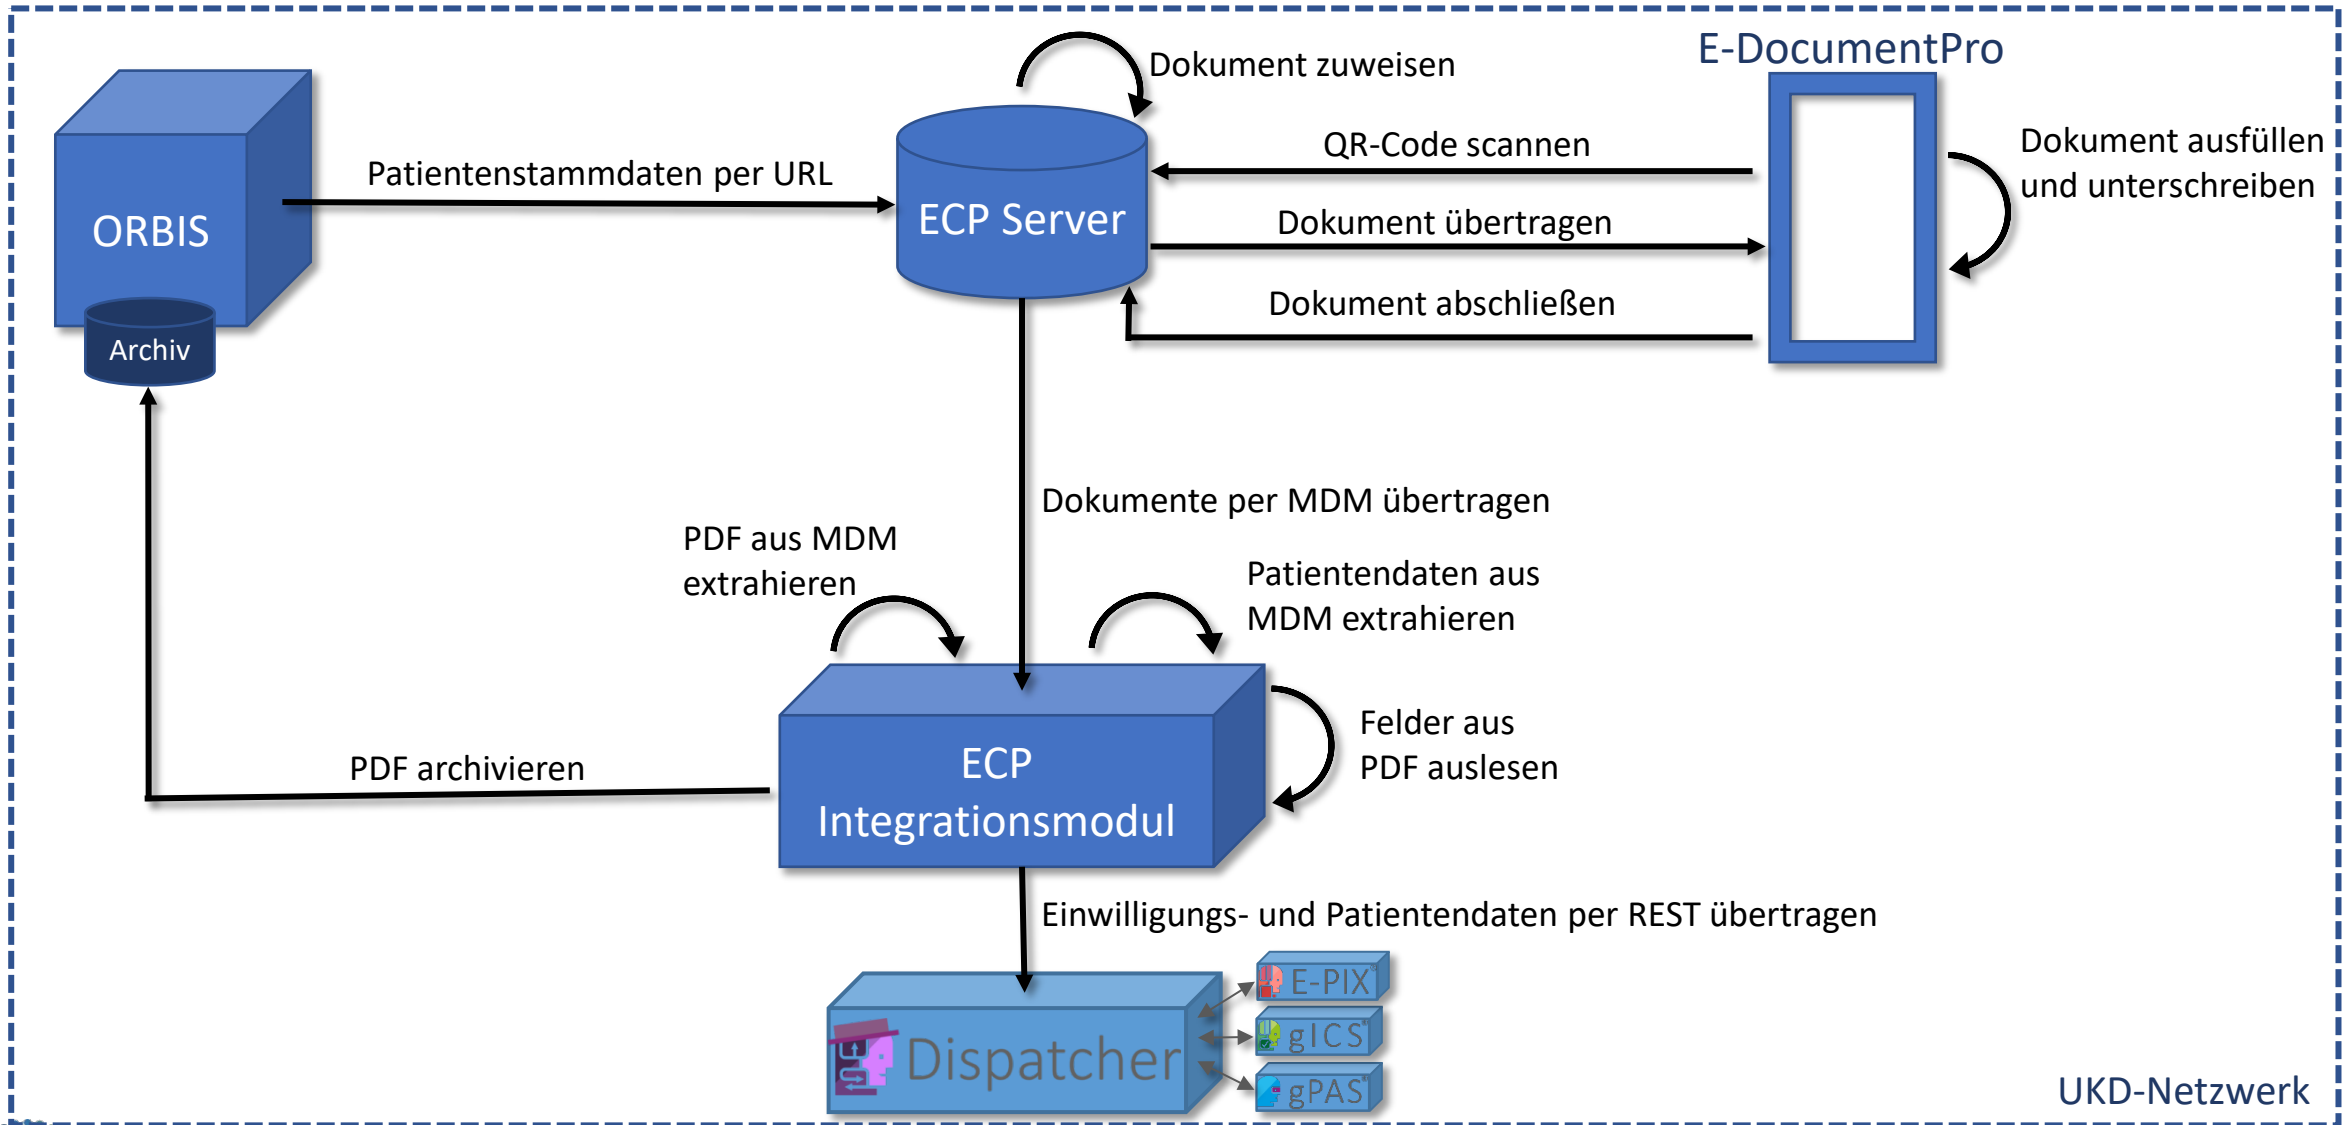 E-DocumentPro
Dokument zuweisen
QR-Code scannen
Dokument ausfüllen
und unterschreiben
Patientenstammdaten per URL
ORBIS
ECP Server
Dokument übertragen
Dokument abschließen
Archiv
Dokumente per MDM übertragen
PDF aus MDM
extrahieren
Patientendaten aus
MDM extrahieren
Felder aus
PDF auslesen
ECP
Integrationsmodul
PDF archivieren
Einwilligungs- und Patientendaten per REST übertragen
E-PIX®
gICS®
Dispatcher
gPAS®
UKD-Netzwerk